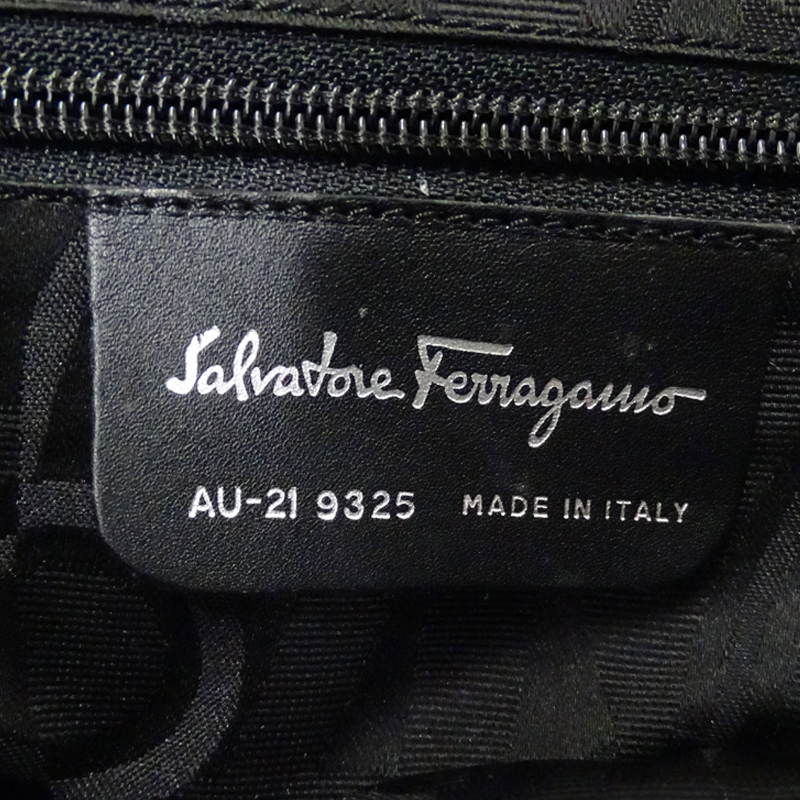 Salvatore Ferragamo
AU-21 9325 MADE IN ITALY